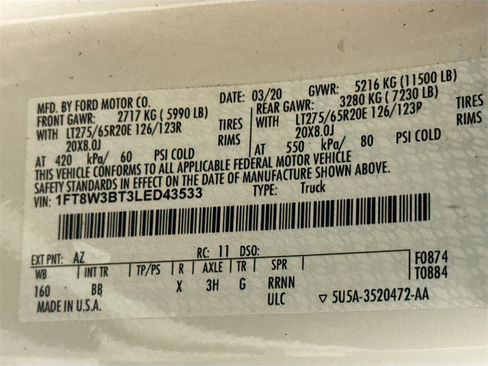 MFD. BY FORD MOTOR CO. DATE: 03/20 GVWR: 5216 KG (11500 LB)
FRONT GAWR: 2717 KG (5990 LB) REAR GAWR: 3280 KG (7230 LB)
WITH LT275/65R20E 126/123R TIRES WITH LT275/65R20E 126/123R TIRES
20X8.0J RIMS 20X8.0J RIMS
AT 420 kPa/ 60 PSI COLD AT 550 kPa/ 80 PSI COLD
THIS VEHICLE CONFORMS TO ALL APPLICABLE FEDERAL MOTOR VEHICLE
SAFETY STANDARDS IN EFFECT ON THE DATE OF MANUFACTURE SHOWN ABOVE.
VIN: 1FT8W3BT3LED43533 TYPE: Truck
EXT PNT: AZ RC: 11 DSO: F0874
WB INT TR TP/PS R AXLE TR SPR T0884
160 BB X 3H G RRNN
MADE IN U.S.A. ULC ▽ 5U5A-3520472-AA